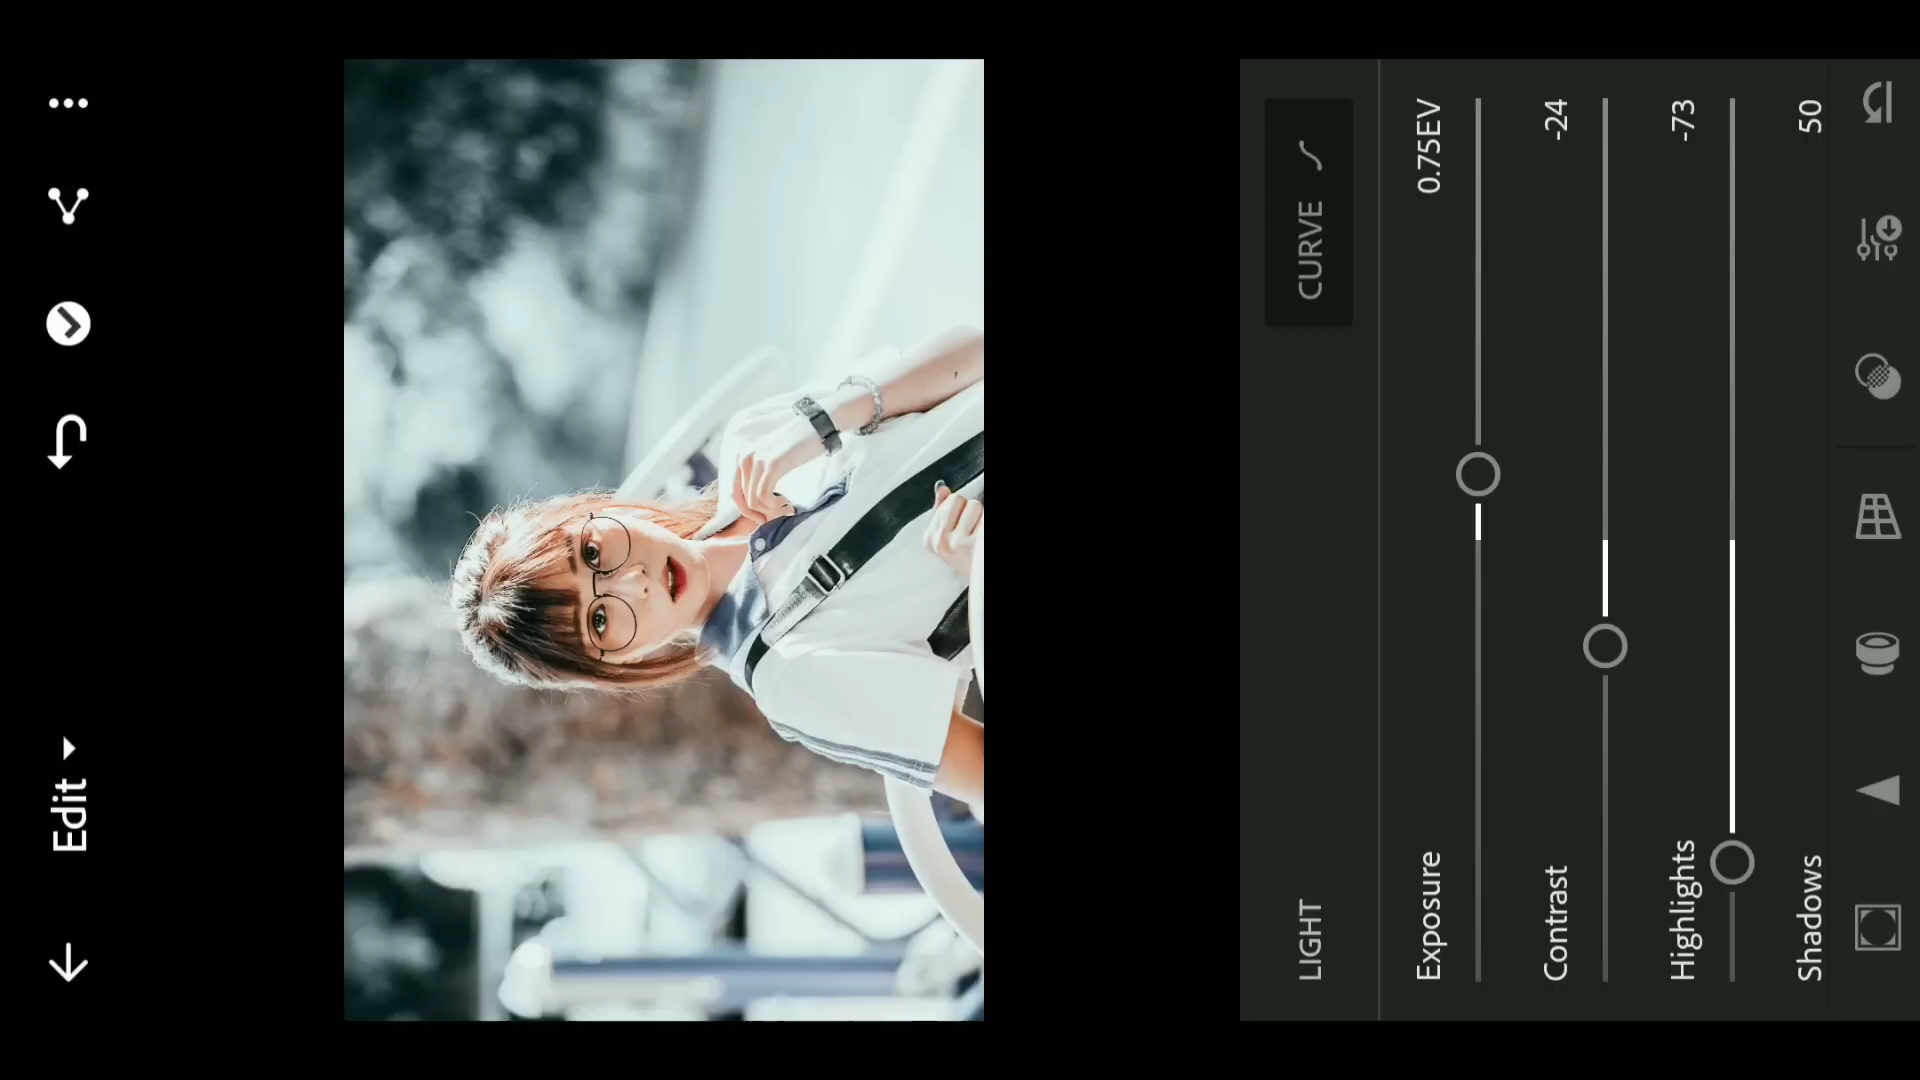 Edit
LIGHT
CURVE
Exposure
0.75EV
Contrast
-24
Highlights
-73
Shadows
50